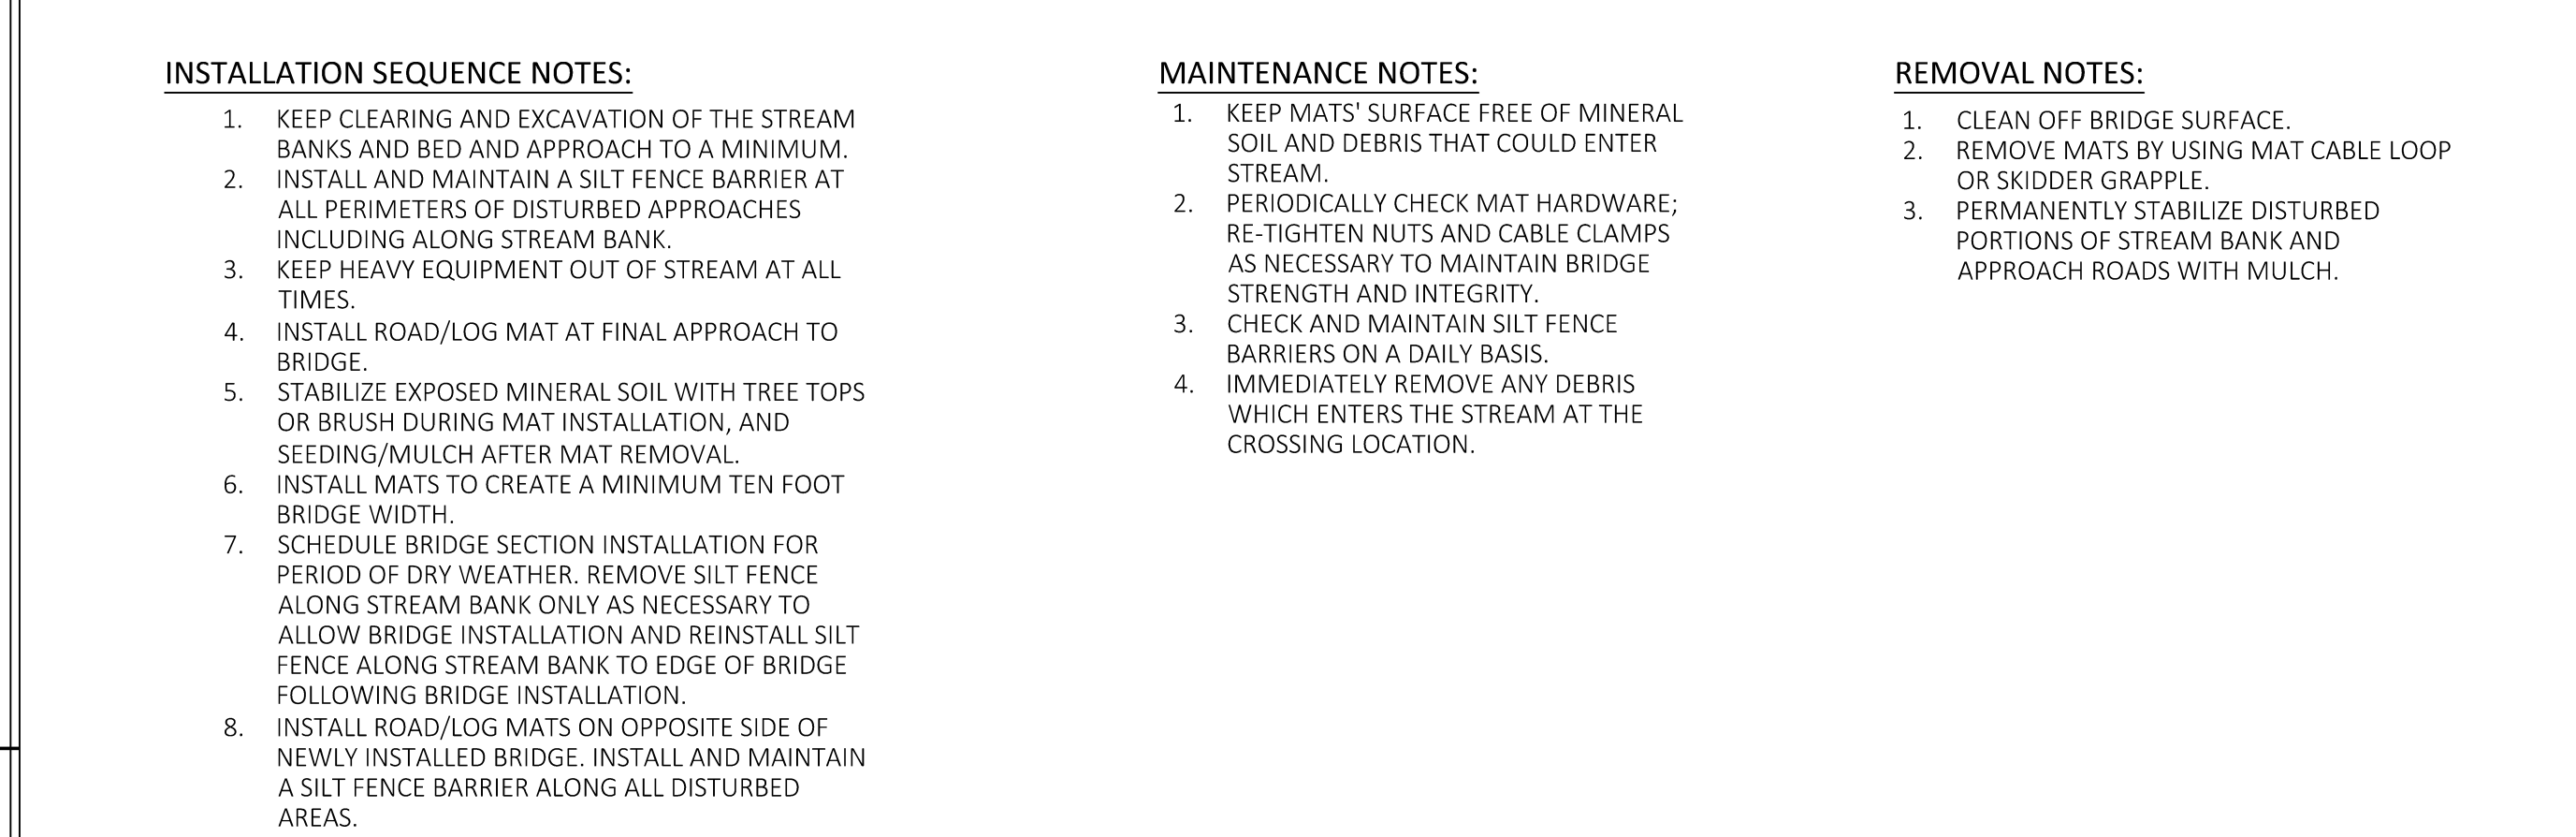 INSTALLATION SEQUENCE NOTES:
1. KEEP CLEARING AND EXCAVATION OF THE STREAM
BANKS AND BED AND APPROACH TO A MINIMUM.
2. INSTALL AND MAINTAIN A SILT FENCE BARRIER AT
ALL PERIMETERS OF DISTURBED APPROACHES
INCLUDING ALONG STREAM BANK.
3. KEEP HEAVY EQUIPMENT OUT OF STREAM AT ALL
TIMES.
4. INSTALL ROAD/LOG MAT AT FINAL APPROACH TO
BRIDGE.
5. STABILIZE EXPOSED MINERAL SOIL WITH TREE TOPS
OR BRUSH DURING MAT INSTALLATION, AND
SEEDING/MULCH AFTER MAT REMOVAL.
6. INSTALL MATS TO CREATE A MINIMUM TEN FOOT
BRIDGE WIDTH.
7. SCHEDULE BRIDGE SECTION INSTALLATION FOR
PERIOD OF DRY WEATHER. REMOVE SILT FENCE
ALONG STREAM BANK ONLY AS NECESSARY TO
ALLOW BRIDGE INSTALLATION AND REINSTALL SILT
FENCE ALONG STREAM BANK TO EDGE OF BRIDGE
FOLLOWING BRIDGE INSTALLATION.
8. INSTALL ROAD/LOG MATS ON OPPOSITE SIDE OF
NEWLY INSTALLED BRIDGE. INSTALL AND MAINTAIN
A SILT FENCE BARRIER ALONG ALL DISTURBED
AREAS.
MAINTENANCE NOTES:
1. KEEP MATS' SURFACE FREE OF MINERAL
SOIL AND DEBRIS THAT COULD ENTER
STREAM.
2. PERIODICALLY CHECK MAT HARDWARE;
RE-TIGHTEN NUTS AND CABLE CLAMPS
AS NECESSARY TO MAINTAIN BRIDGE
STRENGTH AND INTEGRITY.
3. CHECK AND MAINTAIN SILT FENCE
BARRIERS ON A DAILY BASIS.
4. IMMEDIATELY REMOVE ANY DEBRIS
WHICH ENTERS THE STREAM AT THE
CROSSING LOCATION.
REMOVAL NOTES:
1. CLEAN OFF BRIDGE SURFACE.
2. REMOVE MATS BY USING MAT CABLE LOOP
OR SKIDDER GRAPPLE.
3. PERMANENTLY STABILIZE DISTURBED
PORTIONS OF STREAM BANK AND
APPROACH ROADS WITH MULCH.